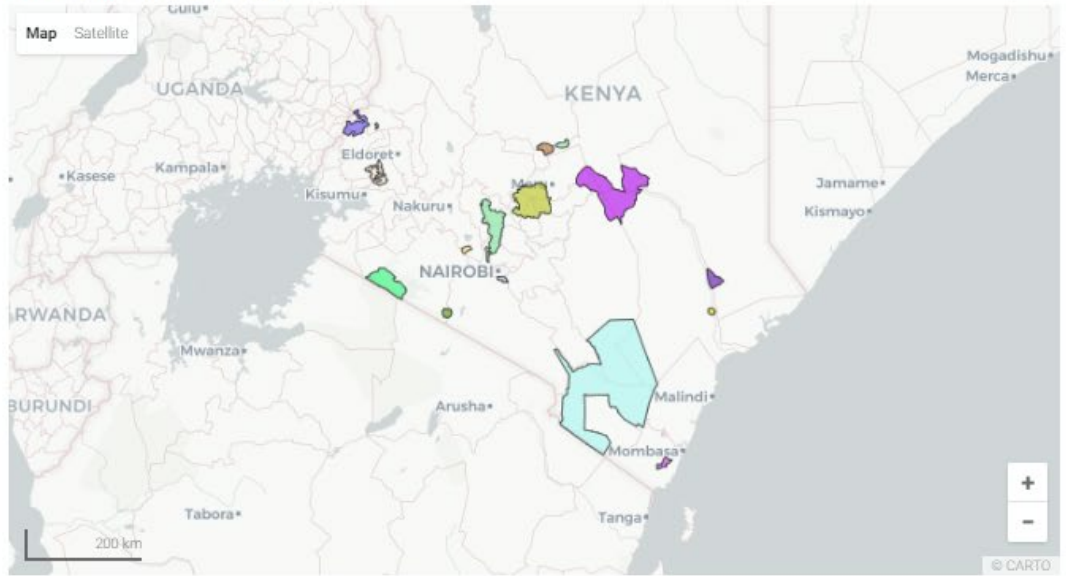 Gulu
Map Satellite
Mogadishu
Merca
UGANDA
KENYA
Eldoret
Kampala
Kasese
Meru
Jamame
Kisumu
Nakuru
Kismayo
NAIROBI
RWANDA
Mwanza
Malindi
BURUNDI
Arusha
Mombasa
+
Tabora
Tanga
−
200 km
© CARTO